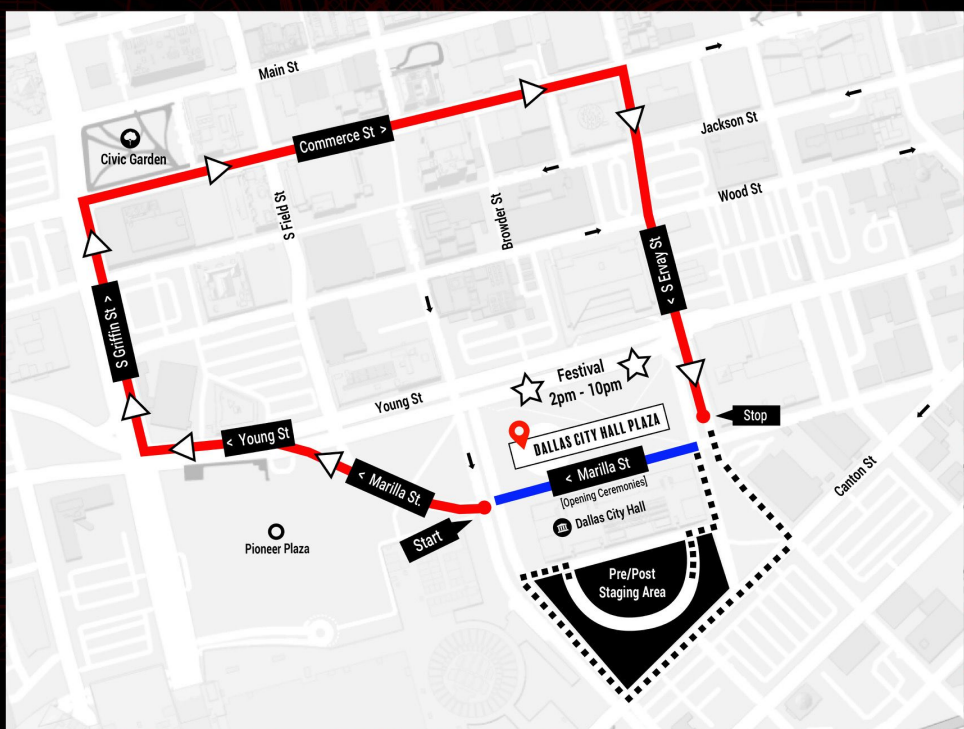 Main St
Commerce St >
Civic Garden
Jackson St
Wood St
S Field St
Browder St
< S Ervay St
S Griffin St >
Festival
2pm - 10pm
Young St
DALLAS CITY HALL PLAZA
Stop
< Young St
< Marilla St
[Opening Ceremonies]
Dallas City Hall
< Marilla St.
Canton St
Start
Pioneer Plaza
Pre/Post
Staging Area